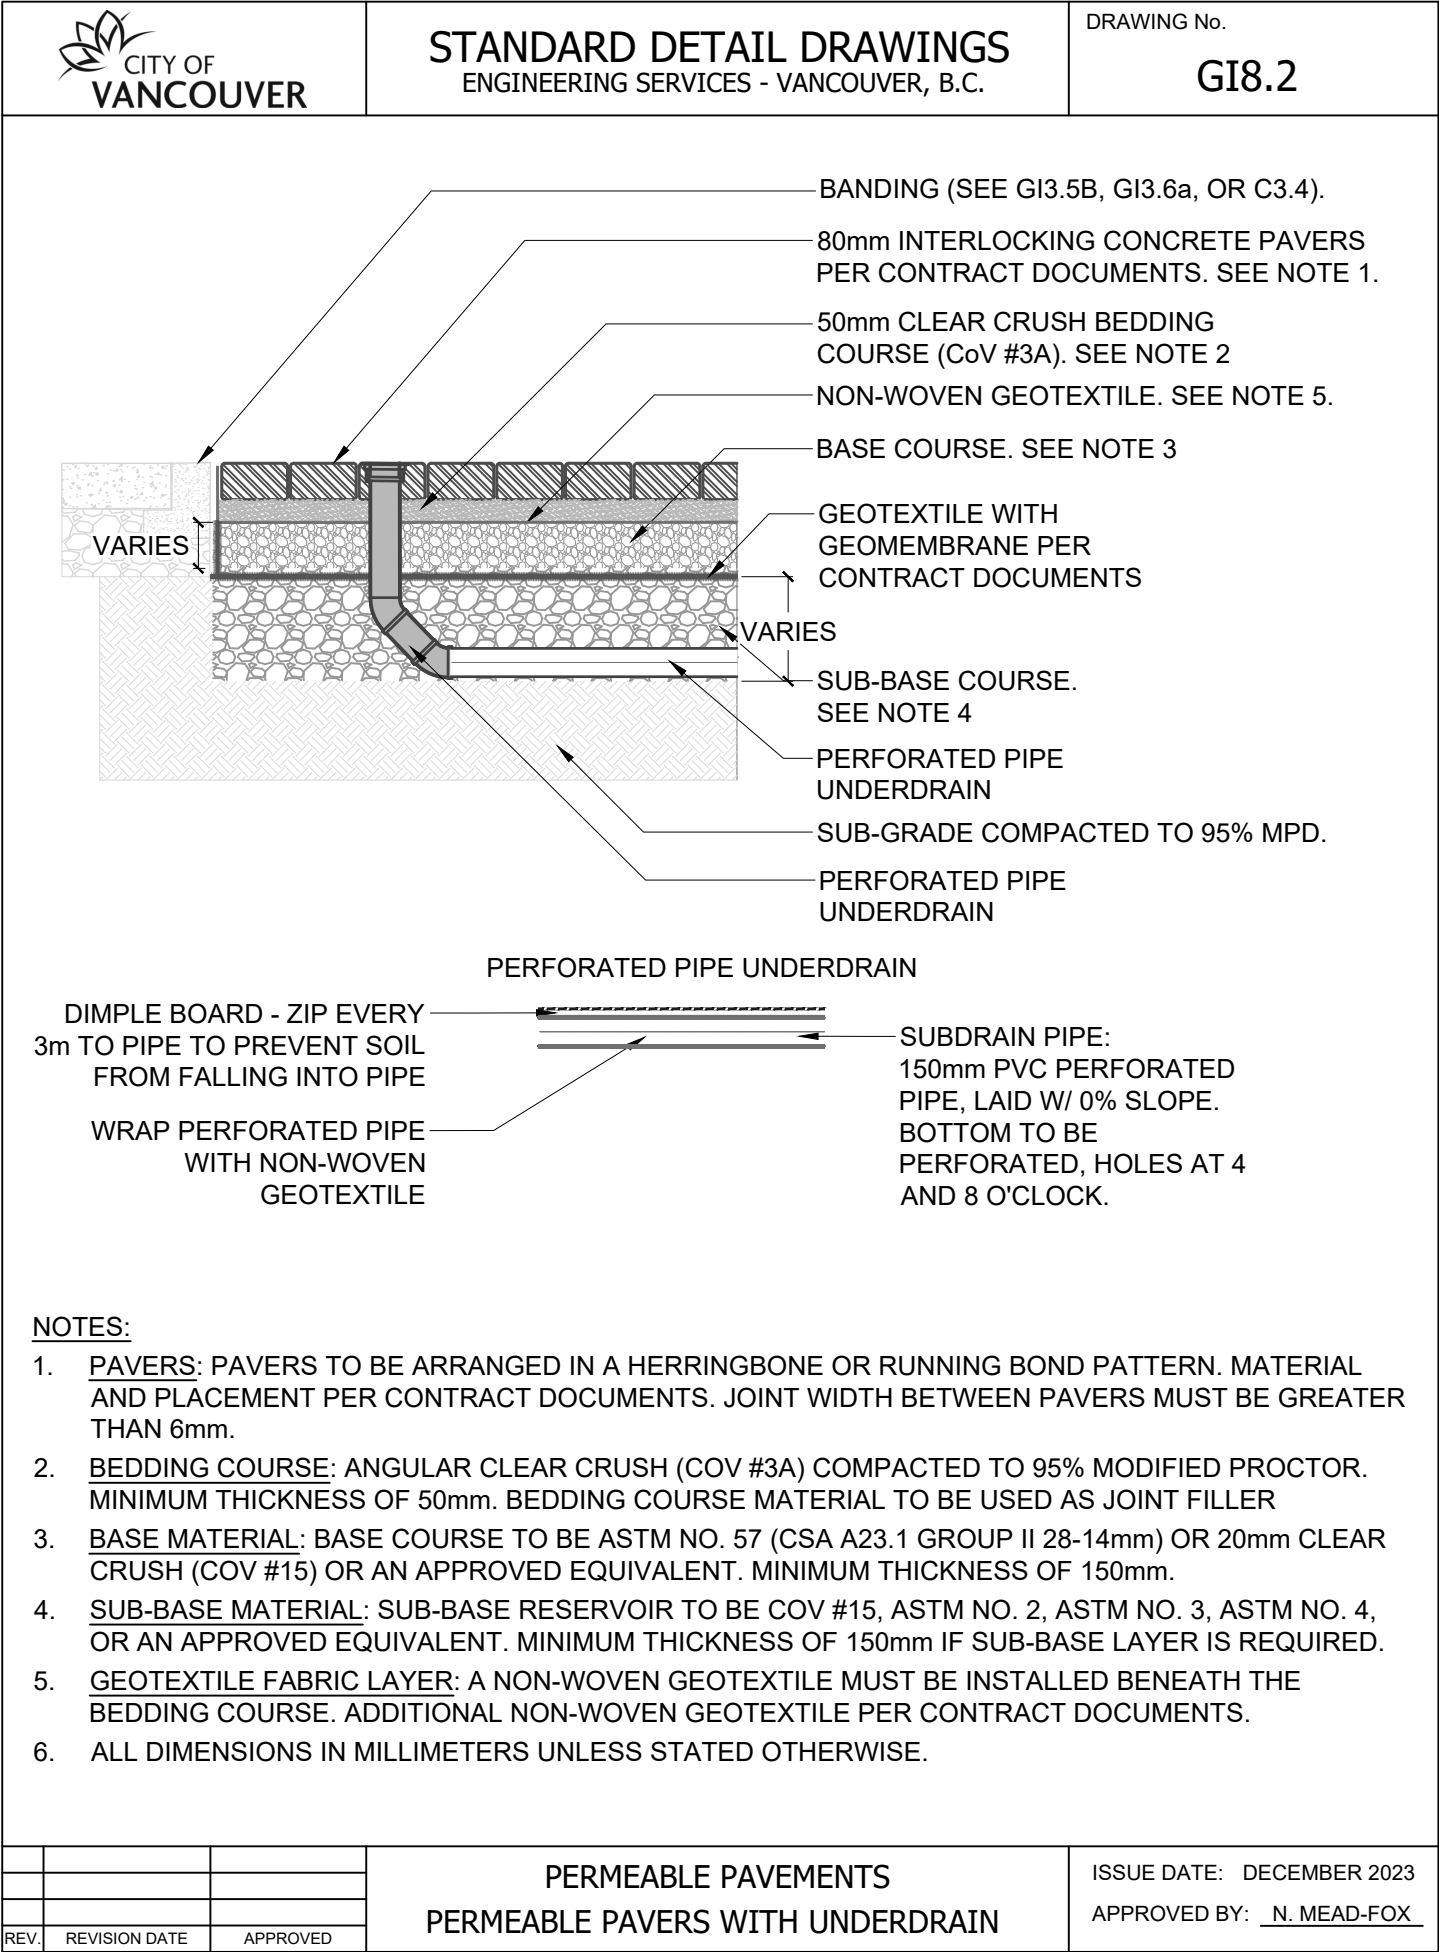 CITY OF
VANCOUVER
STANDARD DETAIL DRAWINGS
ENGINEERING SERVICES - VANCOUVER, B.C.
DRAWING No.
GI8.2
BANDING (SEE GI3.5B, GI3.6a, OR C3.4).
80mm INTERLOCKING CONCRETE PAVERS
PER CONTRACT DOCUMENTS. SEE NOTE 1.
50mm CLEAR CRUSH BEDDING
COURSE (CoV #3A). SEE NOTE 2
NON-WOVEN GEOTEXTILE. SEE NOTE 5.
BASE COURSE. SEE NOTE 3
GEOTEXTILE WITH
GEOMEMBRANE PER
CONTRACT DOCUMENTS
VARIES
VARIES
SUB-BASE COURSE.
SEE NOTE 4
PERFORATED PIPE
UNDERDRAIN
SUB-GRADE COMPACTED TO 95% MPD.
PERFORATED PIPE
UNDERDRAIN
PERFORATED PIPE UNDERDRAIN
DIMPLE BOARD - ZIP EVERY
3m TO PIPE TO PREVENT SOIL
FROM FALLING INTO PIPE
WRAP PERFORATED PIPE
WITH NON-WOVEN
GEOTEXTILE
SUBDRAIN PIPE:
150mm PVC PERFORATED
PIPE, LAID W/ 0% SLOPE.
BOTTOM TO BE
PERFORATED, HOLES AT 4
AND 8 O'CLOCK.
NOTES:
1. PAVERS: PAVERS TO BE ARRANGED IN A HERRINGBONE OR RUNNING BOND PATTERN. MATERIAL
AND PLACEMENT PER CONTRACT DOCUMENTS. JOINT WIDTH BETWEEN PAVERS MUST BE GREATER
THAN 6mm.
2. BEDDING COURSE: ANGULAR CLEAR CRUSH (COV #3A) COMPACTED TO 95% MODIFIED PROCTOR.
MINIMUM THICKNESS OF 50mm. BEDDING COURSE MATERIAL TO BE USED AS JOINT FILLER
3. BASE MATERIAL: BASE COURSE TO BE ASTM NO. 57 (CSA A23.1 GROUP II 28-14mm) OR 20mm CLEAR
CRUSH (COV #15) OR AN APPROVED EQUIVALENT. MINIMUM THICKNESS OF 150mm.
4. SUB-BASE MATERIAL: SUB-BASE RESERVOIR TO BE COV #15, ASTM NO. 2, ASTM NO. 3, ASTM NO. 4,
OR AN APPROVED EQUIVALENT. MINIMUM THICKNESS OF 150mm IF SUB-BASE LAYER IS REQUIRED.
5. GEOTEXTILE FABRIC LAYER: A NON-WOVEN GEOTEXTILE MUST BE INSTALLED BENEATH THE
BEDDING COURSE. ADDITIONAL NON-WOVEN GEOTEXTILE PER CONTRACT DOCUMENTS.
6. ALL DIMENSIONS IN MILLIMETERS UNLESS STATED OTHERWISE.
REV. REVISION DATE APPROVED
PERMEABLE PAVEMENTS
PERMEABLE PAVERS WITH UNDERDRAIN
ISSUE DATE: DECEMBER 2023
APPROVED BY: N. MEAD-FOX